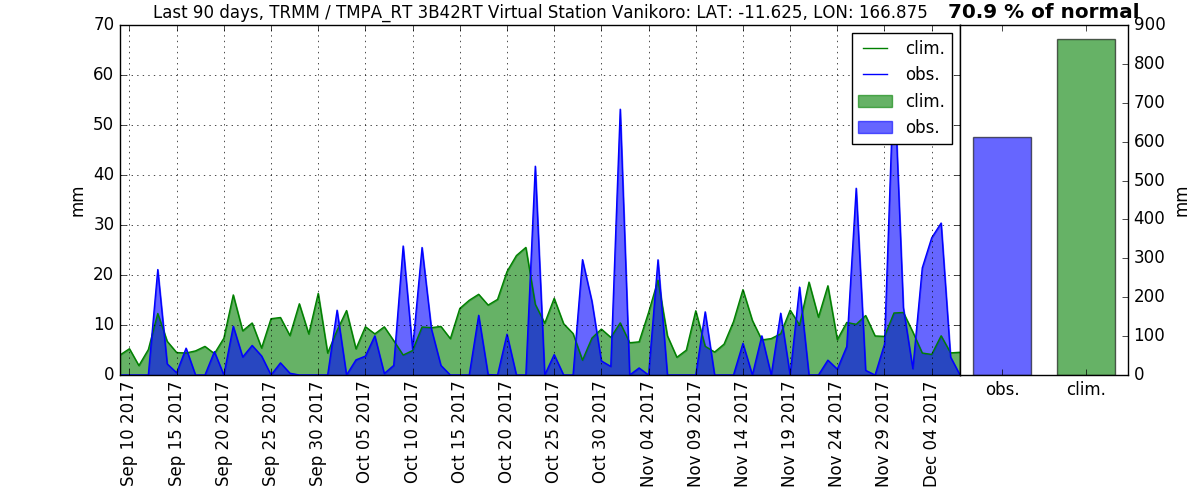 Last 90 days, TRMM / TMPA_RT 3B42RT Virtual Station Vanikoro: LAT: -11.625, LON: 166.875
70.9 % of normal
70
60
50
40
30
20
10
0
mm
clim.
obs.
clim.
obs.
900
800
700
600
500
400
300
200
100
0
mm
obs.
clim.
Sep 10 2017
Sep 15 2017
Sep 20 2017
Sep 25 2017
Sep 30 2017
Oct 05 2017
Oct 10 2017
Oct 15 2017
Oct 20 2017
Oct 25 2017
Oct 30 2017
Nov 04 2017
Nov 09 2017
Nov 14 2017
Nov 19 2017
Nov 24 2017
Nov 29 2017
Dec 04 2017